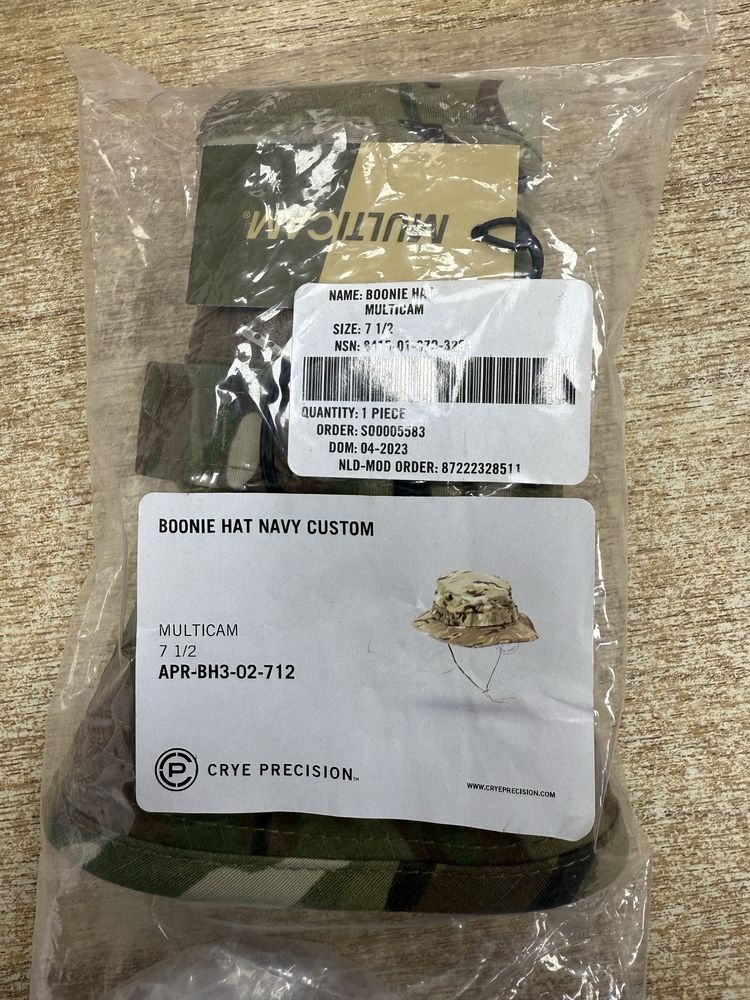 MULTICAM®
NAME: BOONIE HAT
MULTICAM
SIZE: 7 1/2
NSN:
QUANTITY: 1 PIECE
ORDER: S00005583
DOM: 04-2023
NLD-MOD ORDER: 87222328511
BOONIE HAT NAVY CUSTOM
MULTICAM
7 1/2
APR-BH3-02-712
CP CRYE PRECISION™
WWW.CRYEPRECISION.COM